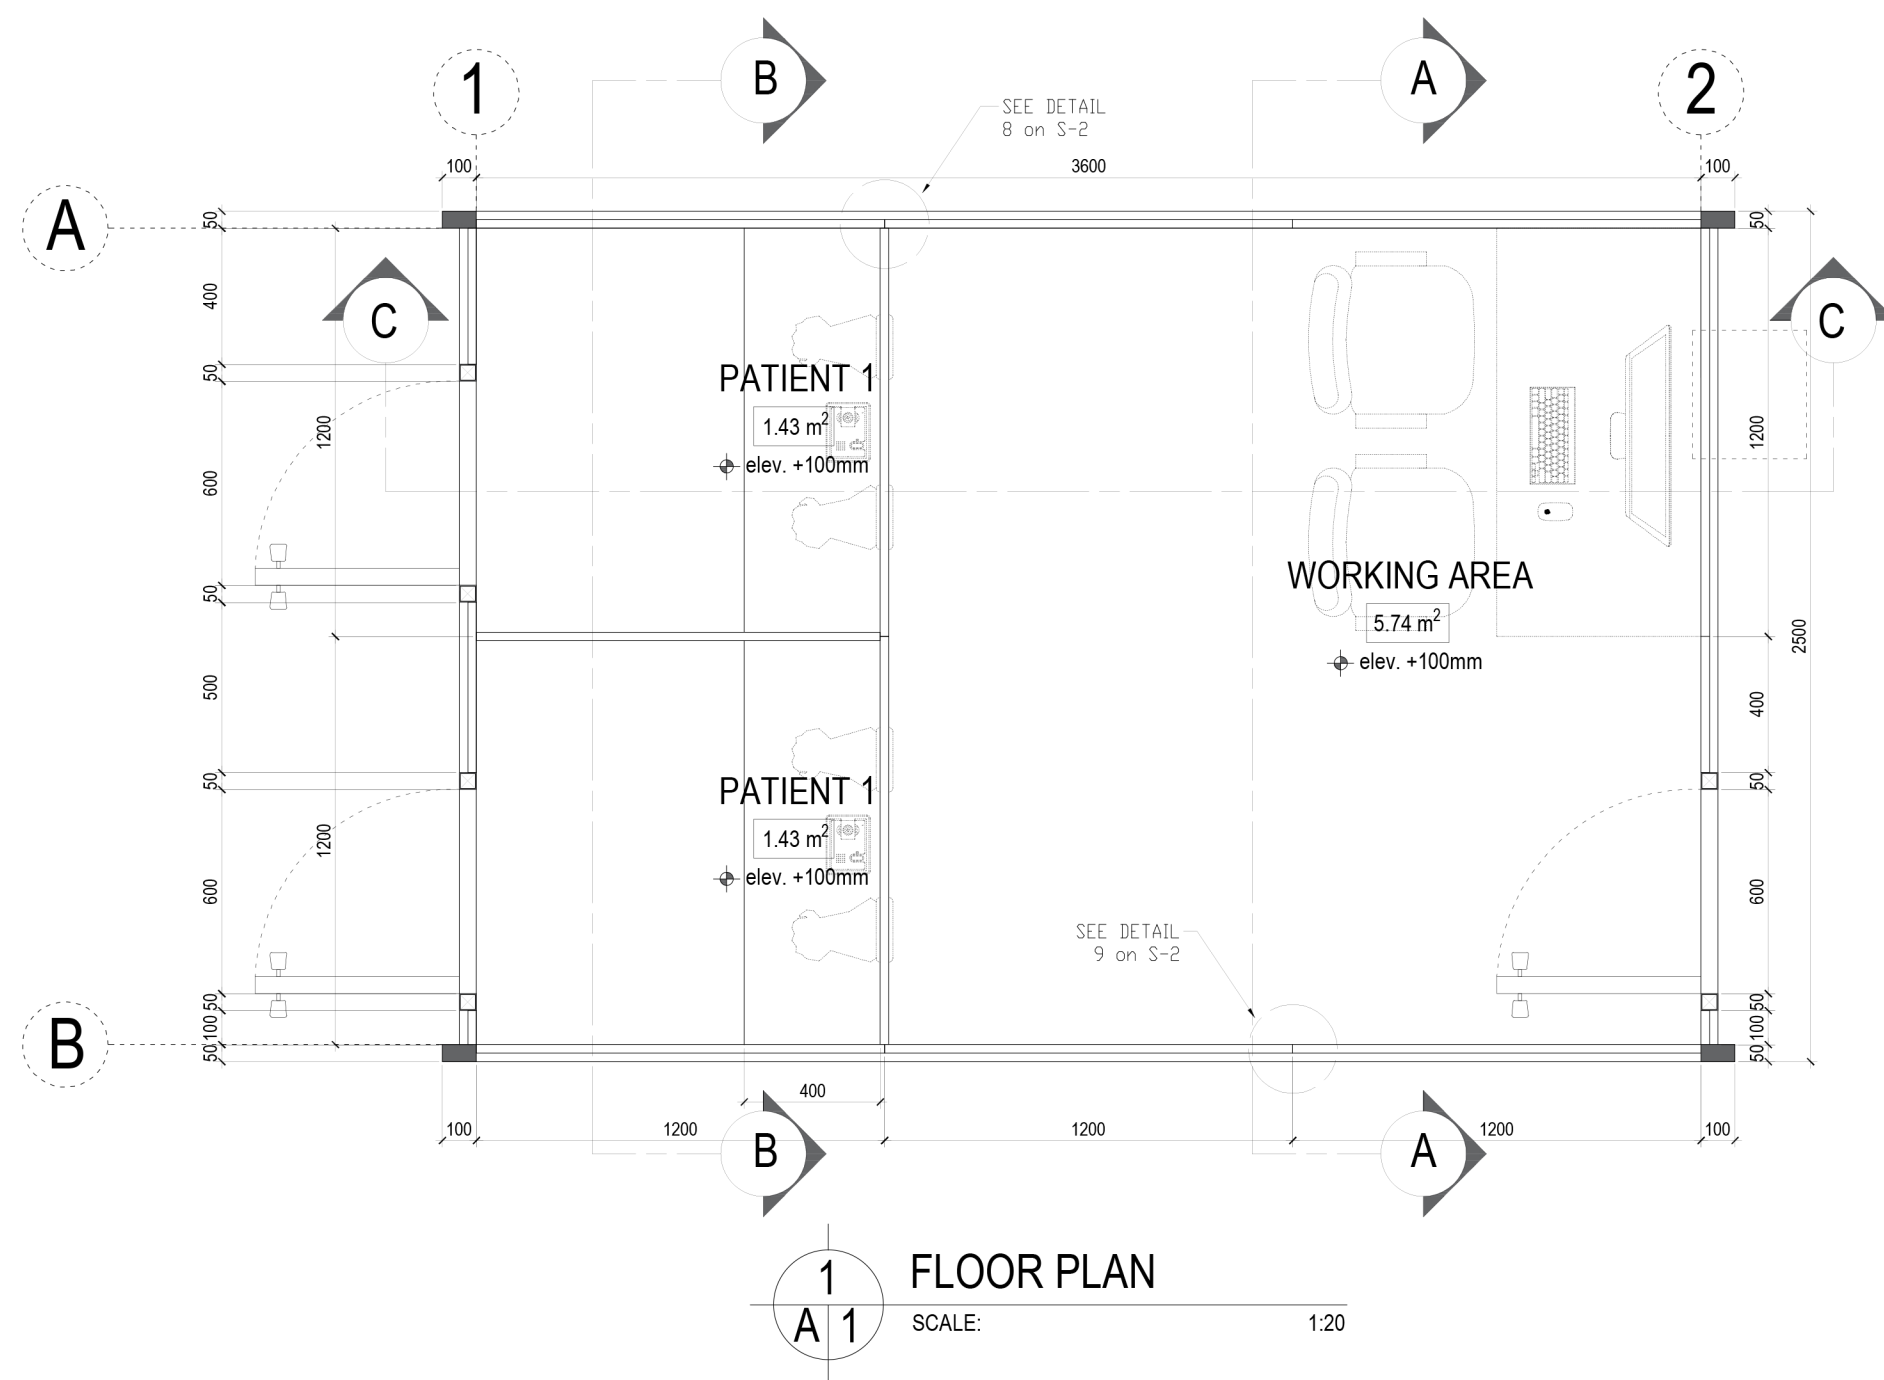 1
B
A
2
SEE DETAIL
8 on S-2
100
3600
100
A
50
50
400
C
C
PATIENT 1
50
1.43 m²
1200
1200
elev. +100mm
600
WORKING AREA
50
5.74 m²
2500
elev. +100mm
500
400
50
PATIENT 1
50
1200
1.43 m²
elev. +100mm
600
600
SEE DETAIL
9 on S-2
50
50
100
100
B
50
50
400
100
1200
1200
1200
100
B
A
1
FLOOR PLAN
A 1
SCALE: 1:20